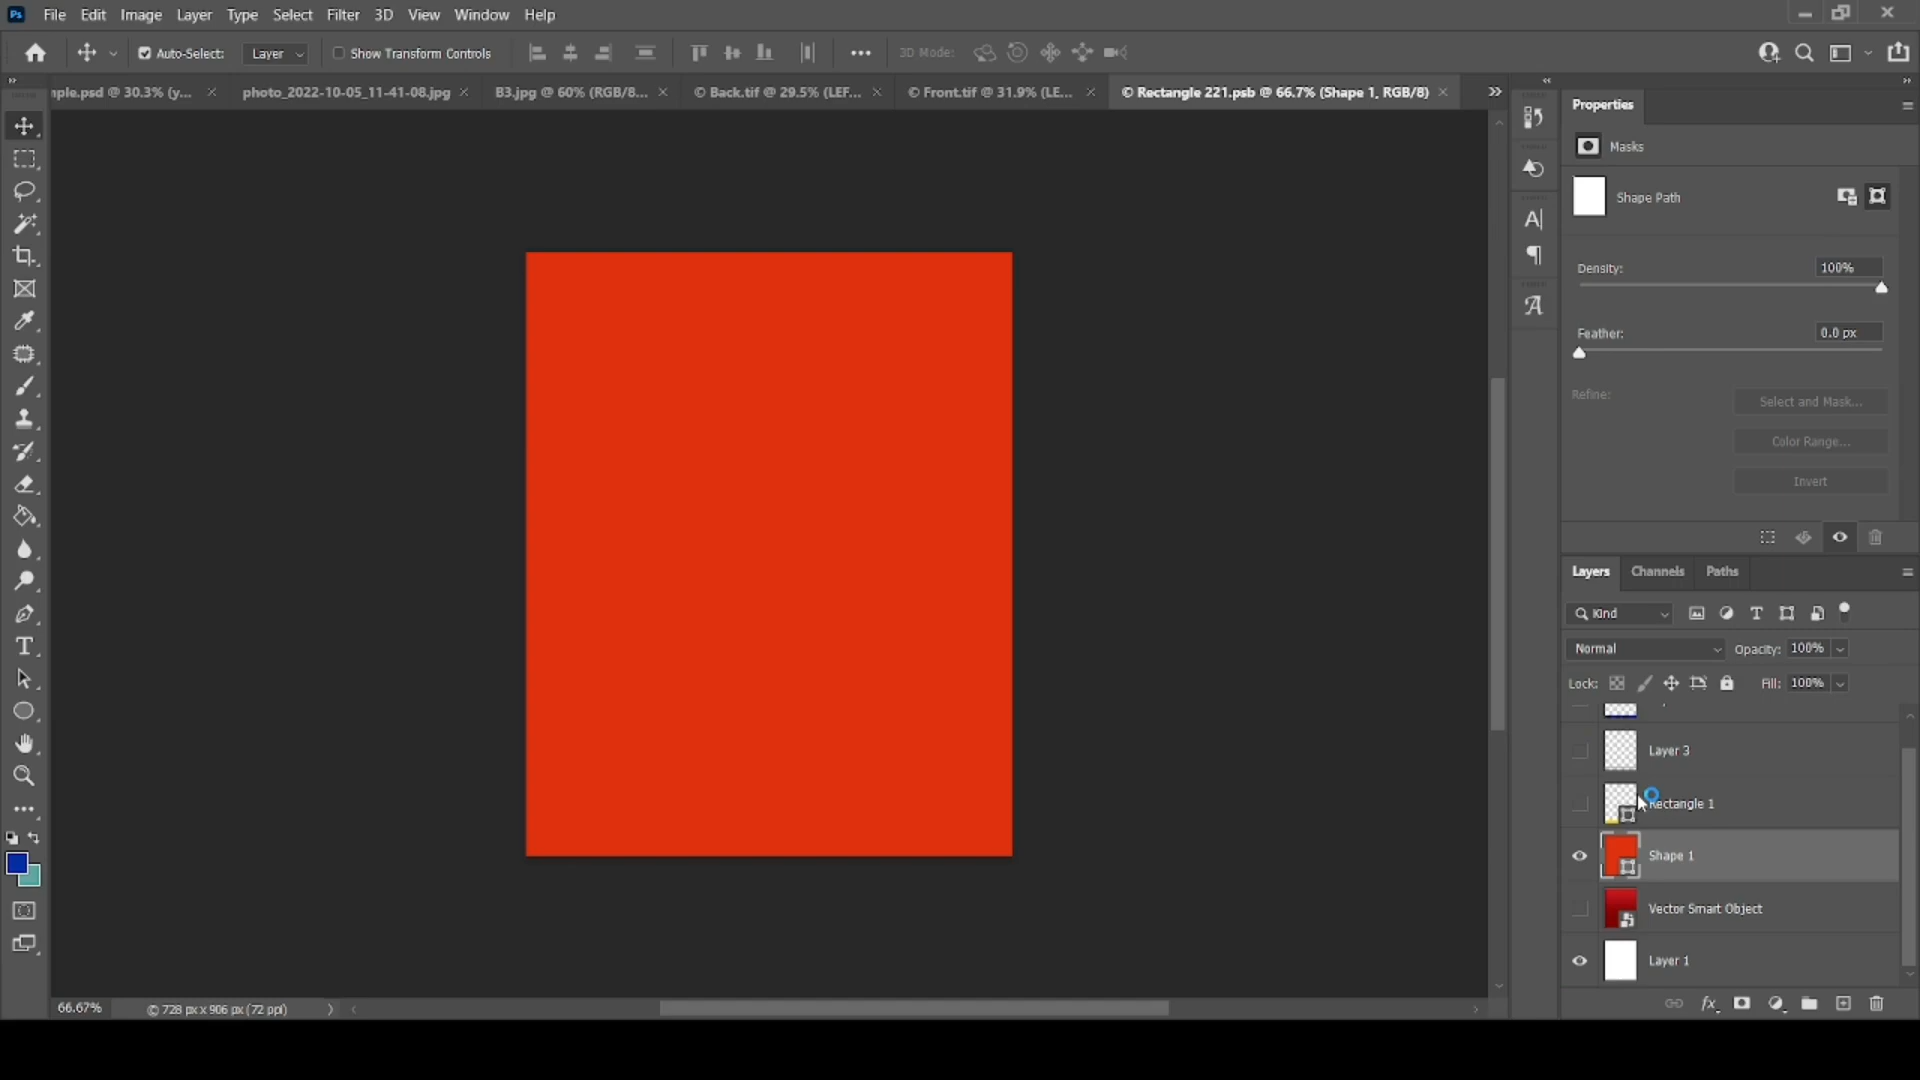 Ps File Edit Image Layer Type Select Filter 3D View Window Help
Auto-Select: Layer Show Transform Controls 3D Mode:
nple.psd @ 30.3% (y... photo_2022-10-05_11-41-08.jpg B3.jpg @ 60% (RGB/8... © Back.tif @ 29.5% (LEF... © Front.tif @ 31.9% (LE... © Rectangle 221.psb @ 66.7% (Shape 1, RGB/8)
Properties
Masks
Shape Path
Density: 100%
Feather: 0.0 px
Refine: Select and Mask...
Color Range...
Invert
Layers Channels Paths
Kind
Normal Opacity: 100%
Lock: Fill: 100%
Layer 3
Rectangle 1
Shape 1
Vector Smart Object
Layer 1
66.67% © 728 px x 906 px (72 ppi)